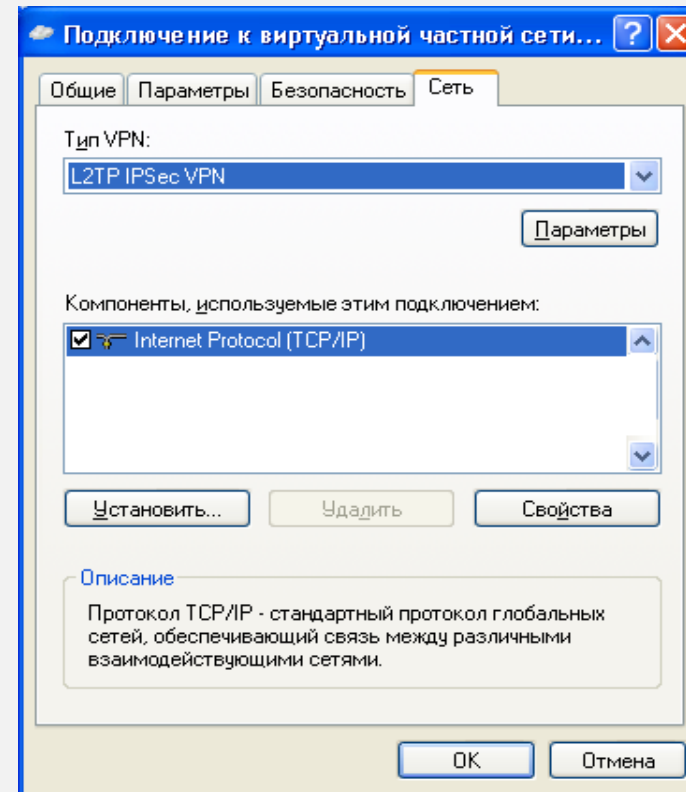 Подключение к виртуальной частной сети...
Общие Параметры Безопасность Сеть
Тип VPN:
L2TP IPSec VPN
Параметры
Компоненты, используемые этим подключением:
Internet Protocol (TCP/IP)
Установить... Удалить Свойства
Описание
Протокол TCP/IP - стандартный протокол глобальных
сетей, обеспечивающий связь между различными
взаимодействующими сетями.
OK Отмена